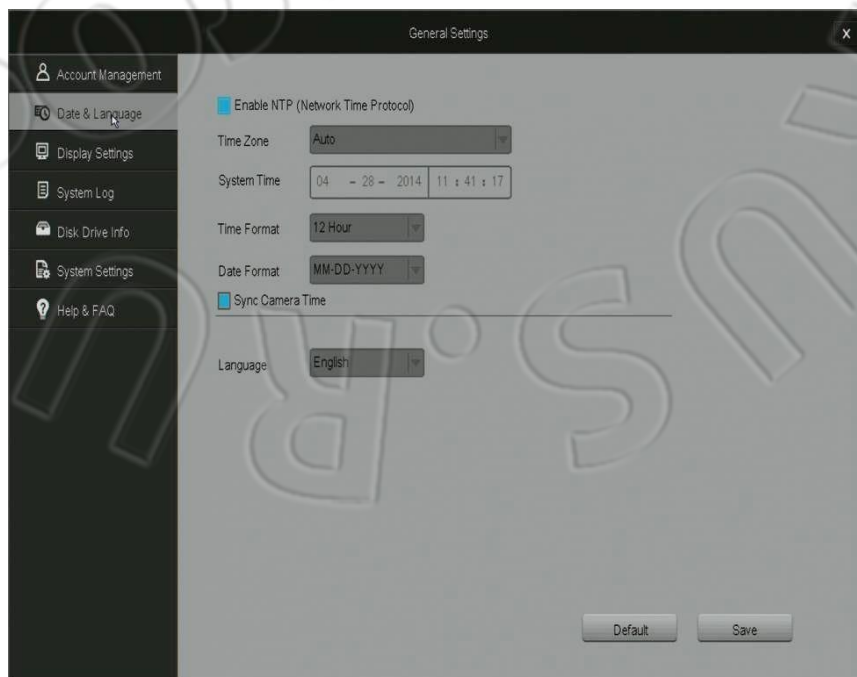 General Settings
x
Account Management
Date & Language
Display Settings
System Log
Disk Drive Info
System Settings
Help & FAQ
Enable NTP (Network Time Protocol)
Time Zone Auto
System Time 04 - 28 - 2014 11 : 41 : 17
Time Format 12 Hour
Date Format MM-DD-YYYY
Sync Camera Time
Language English
Default Save
US.RU